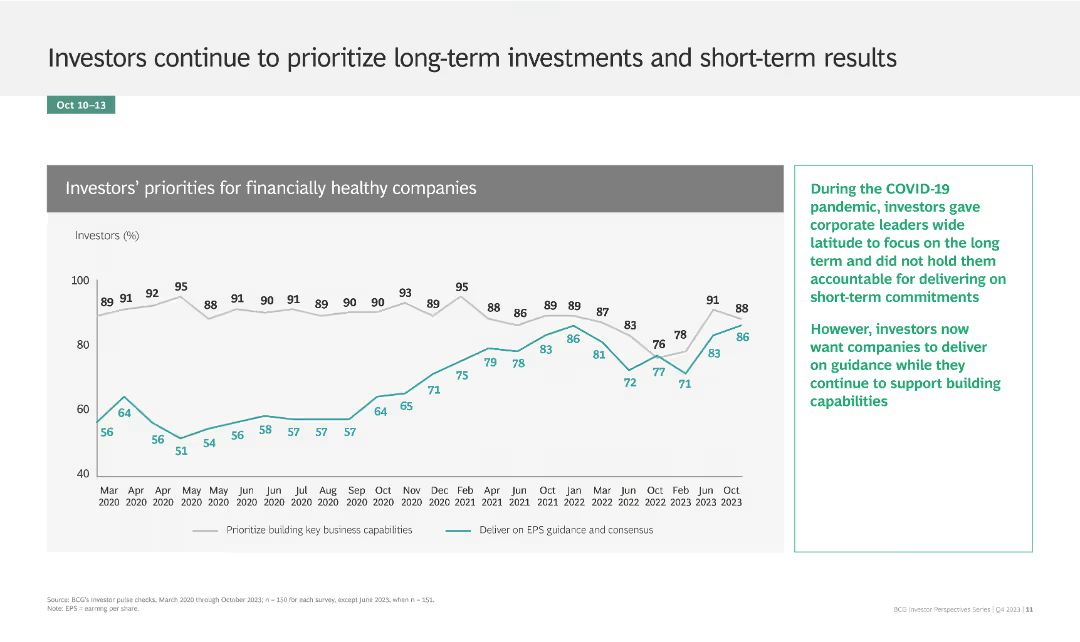 Investors continue to prioritize long-term investments and short-term results
Oct 10–13
Investors' priorities for financially healthy companies
Investors (%)
100
80
60
40
89 91 92 95 88 91 90 91 89 90 90 93 89 95 88 86 89 89 87 83 76 78 91 88
56 64 56 51 54 56 58 57 57 57 64 65 71 75 79 78 83 86 81 72 77 71 83 86
Mar Apr Apr May May Jun Jun Jul Aug Sep Oct Nov Dec Feb Apr Jun Oct Jan Mar Jun Oct Feb Jun Oct
2020 2020 2020 2020 2020 2020 2020 2020 2020 2020 2020 2020 2020 2021 2021 2021 2021 2022 2022 2022 2022 2023 2023 2023
Prioritize building key business capabilities
Deliver on EPS guidance and consensus
During the COVID-19
pandemic, investors gave
corporate leaders wide
latitude to focus on the long
term and did not hold them
accountable for delivering on
short-term commitments
However, investors now
want companies to deliver
on guidance while they
continue to support building
capabilities
Source: BCG's investor pulse checks, March 2020 through October 2023; n = 150 for each survey, except June 2023, when n = 151.
Note: EPS = earning per share.
BCG Investor Perspectives Series | Q4 2023 | 11